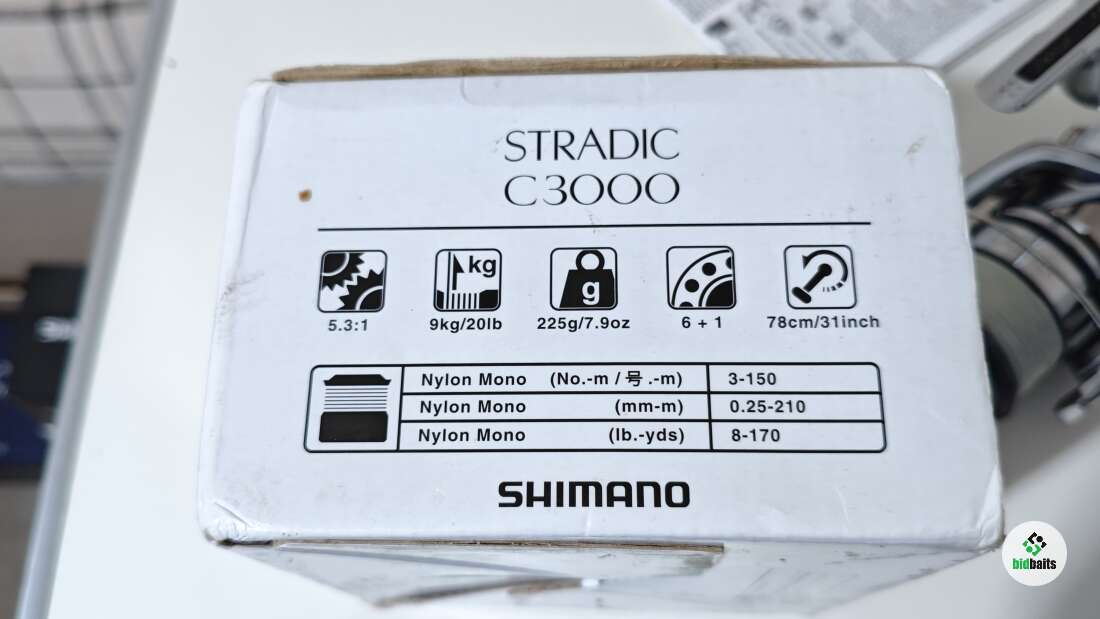 STRADIC
C3000
kg
g
5.3:1
9kg/20lb
225g/7.9oz
6 + 1
78cm/31inch
Nylon Mono (No.-m / 号.-m) 3-150
Nylon Mono (mm-m) 0.25-210
Nylon Mono (lb.-yds) 8-170
SHIMANO
bidbaits